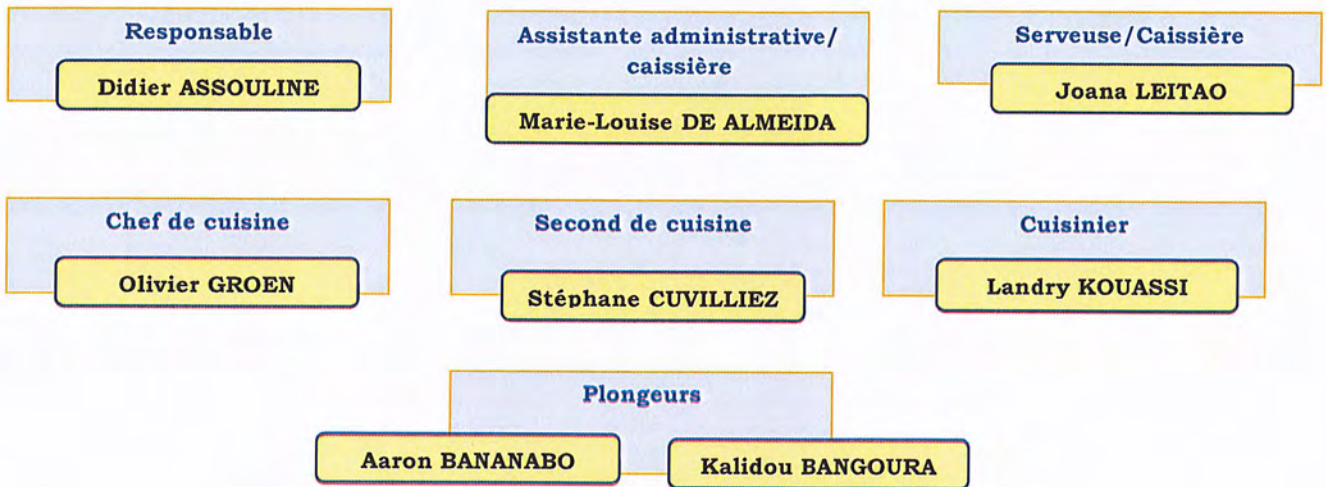 Responsable
Didier ASSOULINE
Assistante administrative/
caissière
Marie-Louise DE ALMEIDA
Serveuse/Caissière
Joana LEITAO
Chef de cuisine
Olivier GROEN
Second de cuisine
Stéphane CUVILLIEZ
Cuisinier
Landry KOUASSI
Plongeurs
Aaron BANANABO
Kalidou BANGOURA